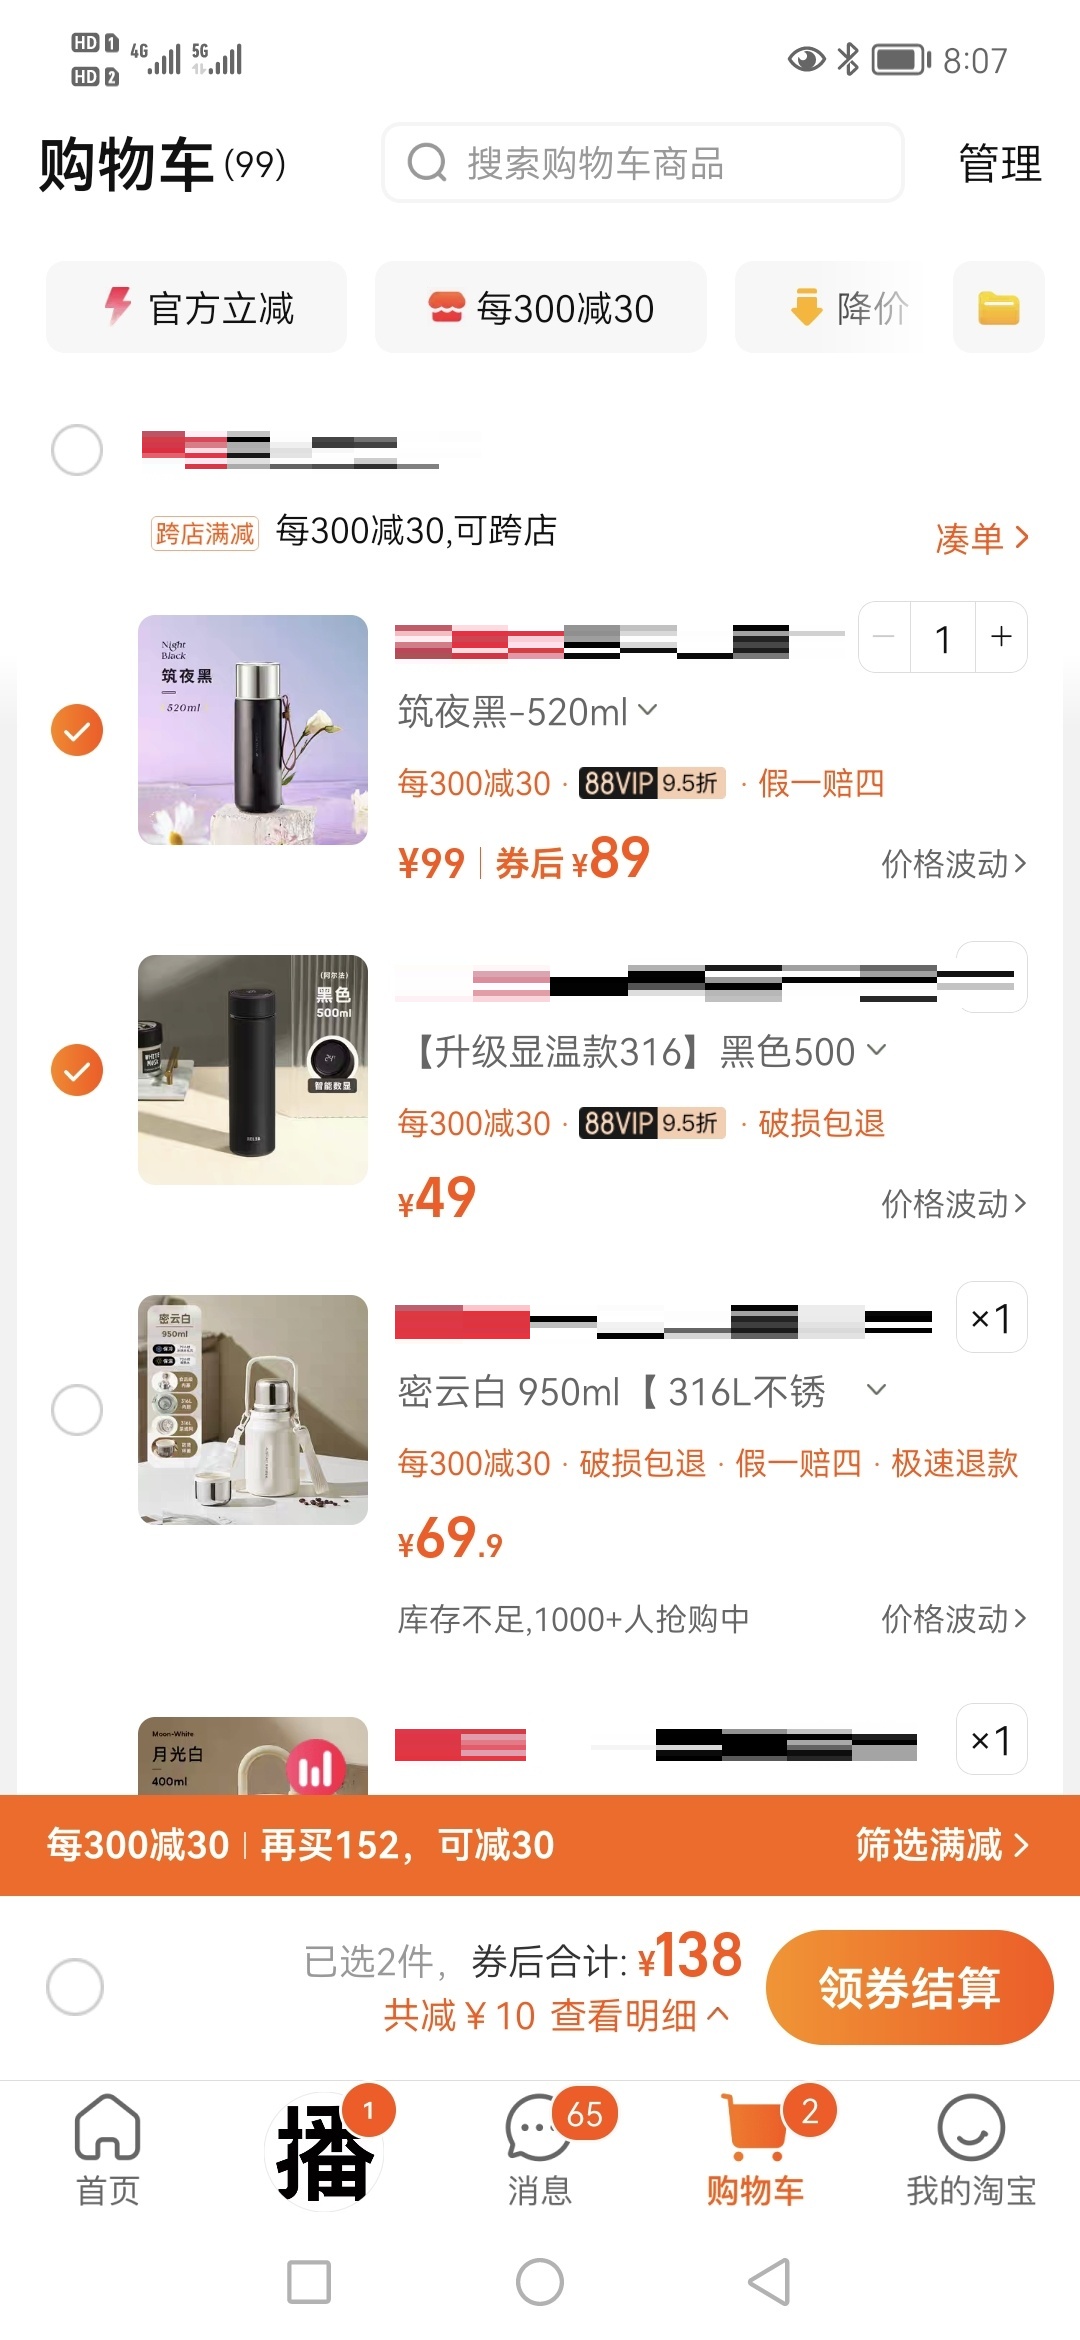 HD 1 4G 5G
HD 2
8:07
购物车(99)
搜索购物车商品
管理
官方立减
每300减30
降价
跨店满减 每300减30,可跨店
凑单
Night
Black
筑夜黑
520ml
1
筑夜黑-520ml
每300减30 · 88VIP 9.5折 · 假一赔四
¥99 券后 ¥89
价格波动
(阿尔法)
黑色
500ml
24°
智能数显
【升级显温款316】黑色500
每300减30 · 88VIP 9.5折 · 破损包退
¥49
价格波动
密云白
950ml
×1
密云白 950ml【 316L不锈
每300减30 · 破损包退 · 假一赔四 · 极速退款
¥69.9
库存不足,1000+人抢购中
价格波动
Moon-White
月光白
400ml
×1
每300减30 再买152，可减30
筛选满减
已选2件，券后合计: ¥138
共减￥10 查看明细
领券结算
播
1
65
2
首页
消息
购物车
我的淘宝